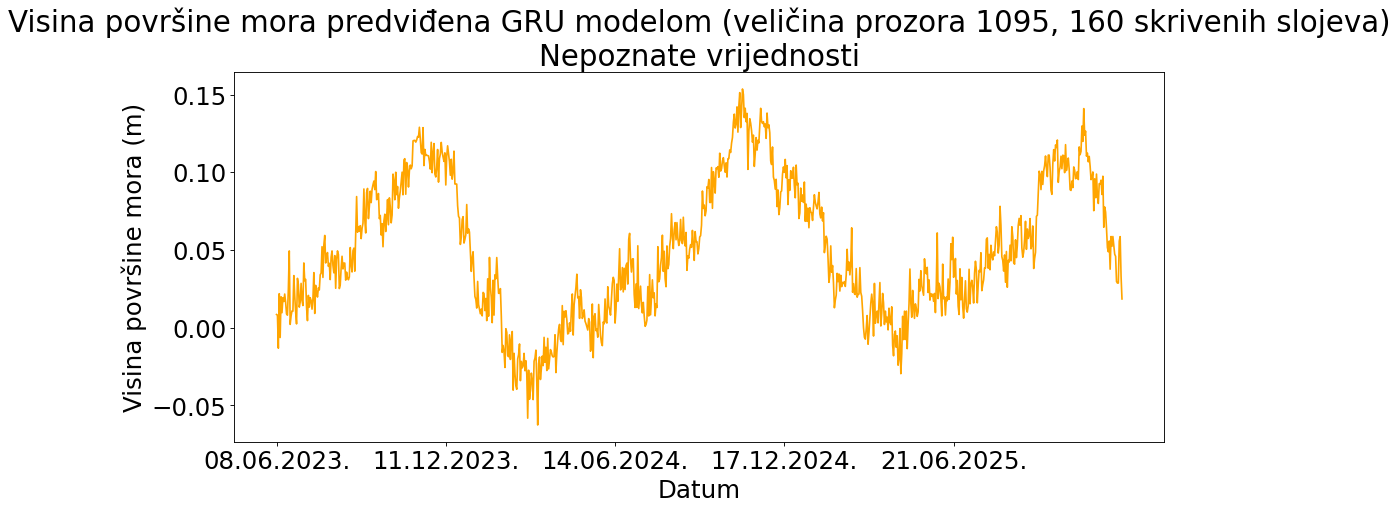 Visina površine mora predviđena GRU modelom (veličina prozora 1095, 160 skrivenih slojeva)
Nepoznate vrijednosti
Visina površine mora (m)
0.15
0.10
0.05
0.00
−0.05
08.06.2023. 11.12.2023. 14.06.2024. 17.12.2024. 21.06.2025.
Datum